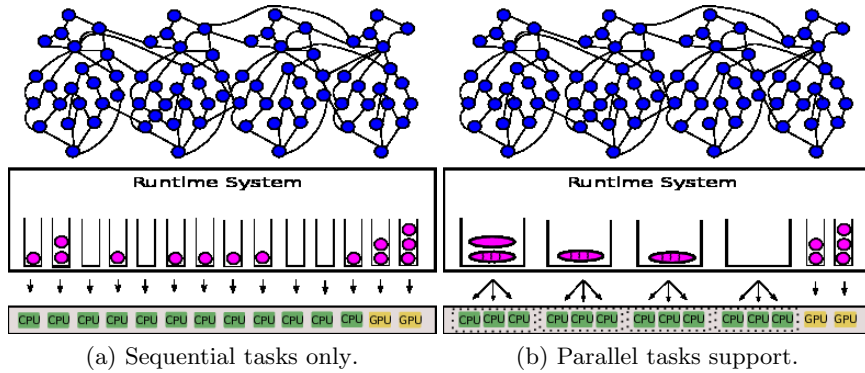 Runtime System
Runtime System
CPU CPU CPU CPU CPU CPU CPU CPU CPU CPU CPU CPU GPU GPU
CPU CPU CPU CPU CPU CPU CPU CPU CPU CPU CPU CPU GPU GPU
(a) Sequential tasks only.
(b) Parallel tasks support.